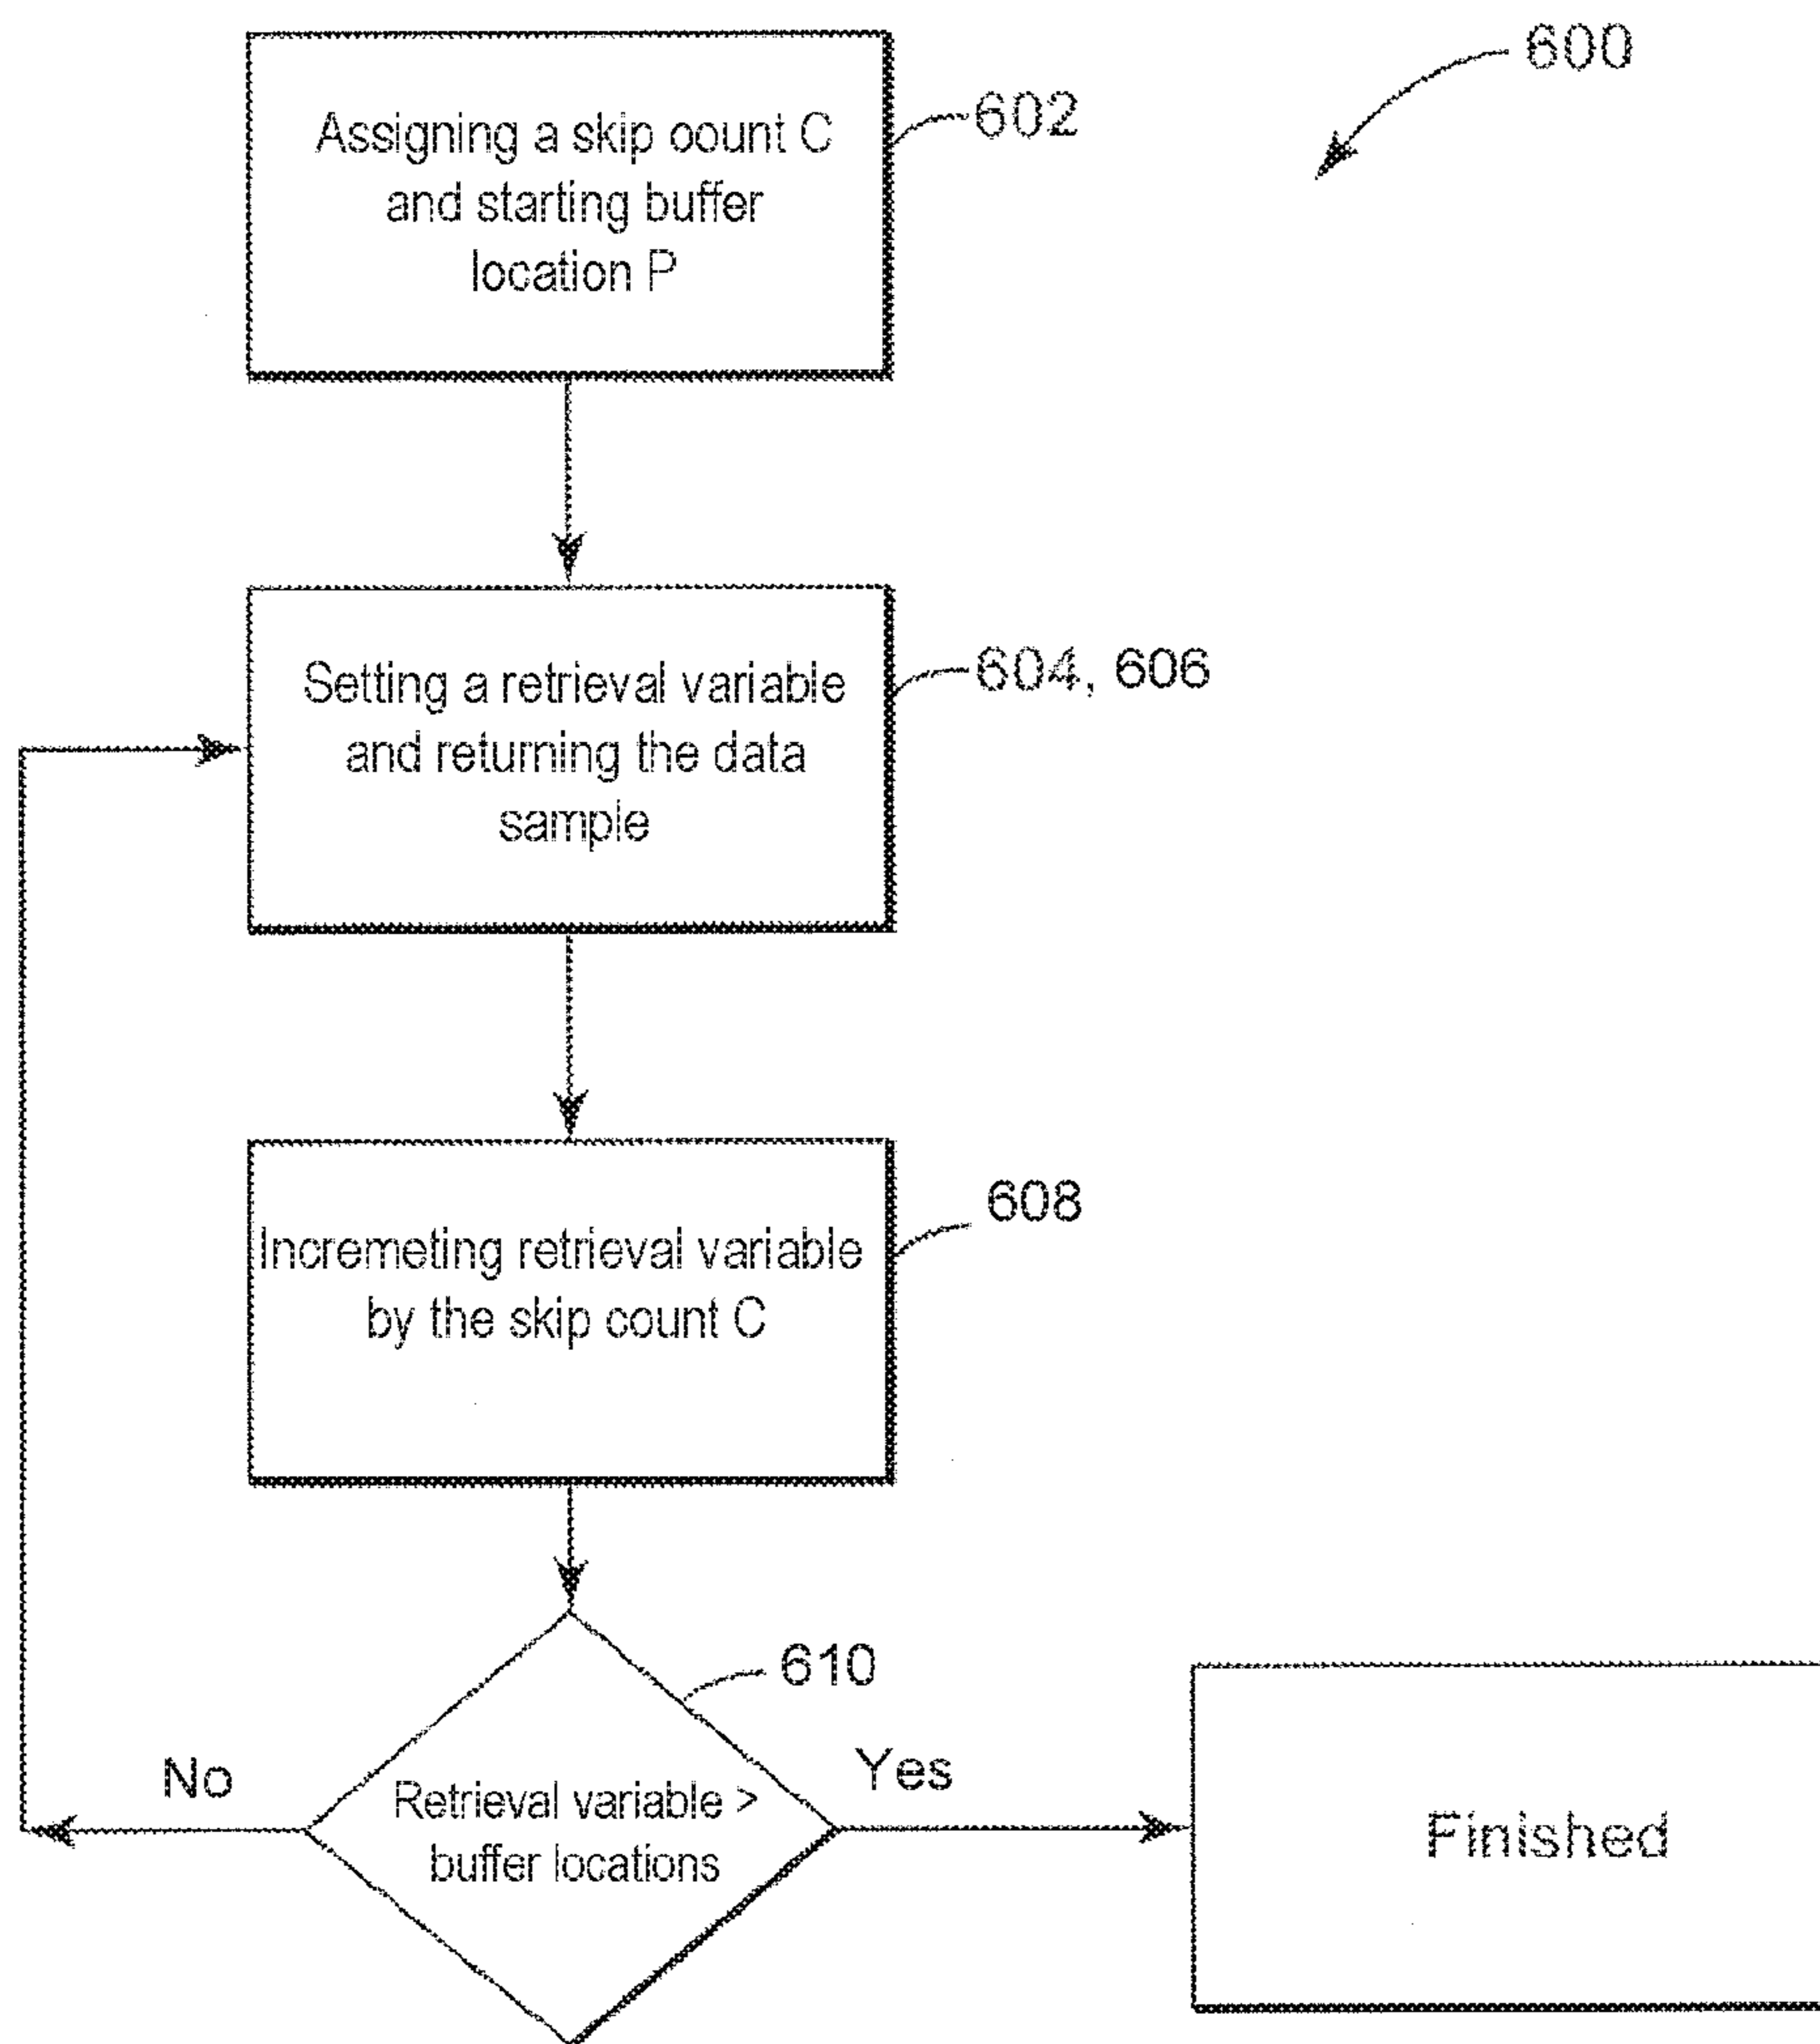 600
Assigning a skip oount C
and starting buffer
location P
602
Setting a retrieval variable
and returning the data
sample
604, 606
Incremeting retrieval variable
by the skip count C
608
610
No
Retrieval variable >
buffer locations
Yes
Finished